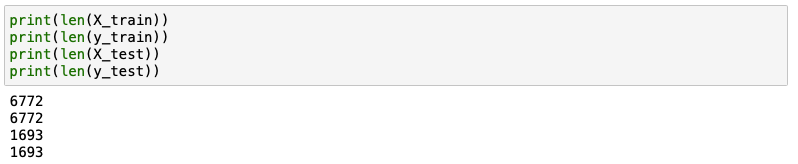 print(len(X_train))
print(len(y_train))
print(len(X_test))
print(len(y_test))
6772
6772
1693
1693